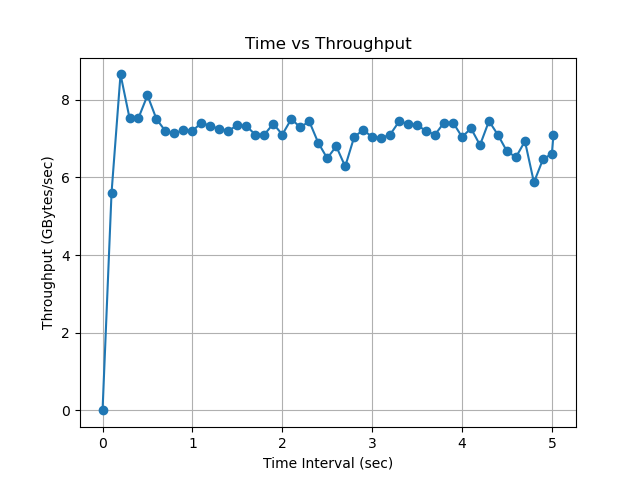 Time vs Throughput
Throughput (GBytes/sec)
8
6
4
2
0
0 1 2 3 4 5
Time Interval (sec)